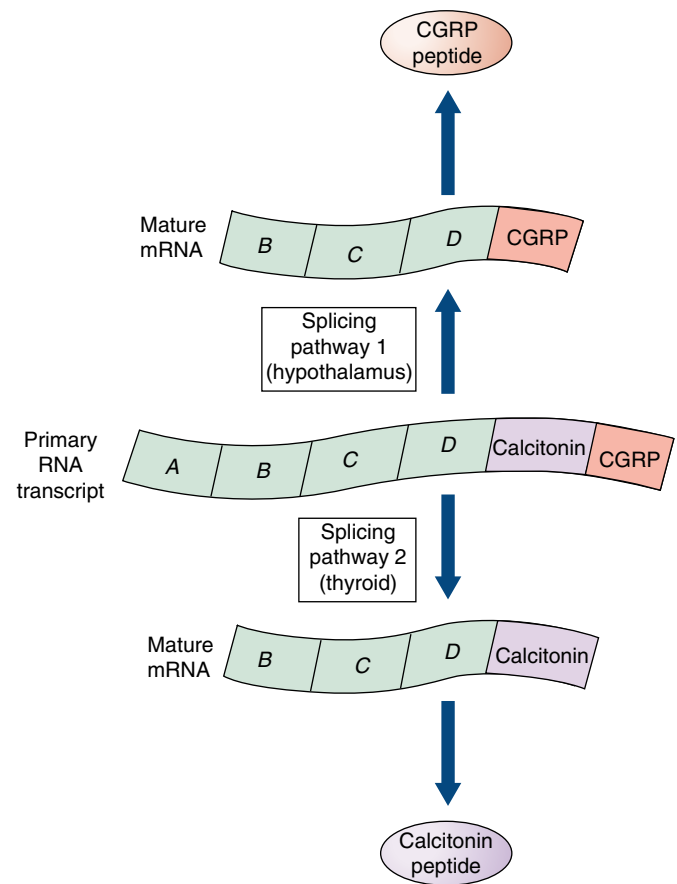 CGRP
peptide
Mature
mRNA
B
C
D
CGRP
Splicing
pathway 1
(hypothalamus)
Primary
RNA
transcript
A
B
C
D
Calcitonin
CGRP
Splicing
pathway 2
(thyroid)
Mature
mRNA
B
C
D
Calcitonin
Calcitonin
peptide